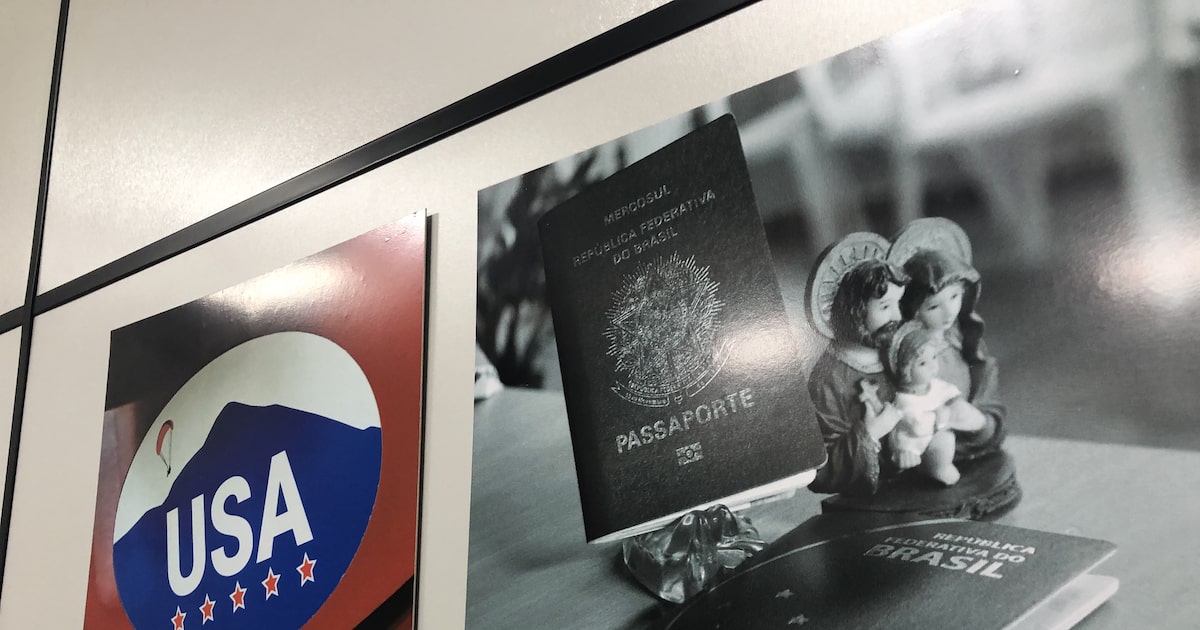 USA
MERCOSUL
REPÚBLICA FEDERATIVA
DO BRASIL
PASSAPORTE
REPÚBLICA
FEDERATIVA DO
BRASIL